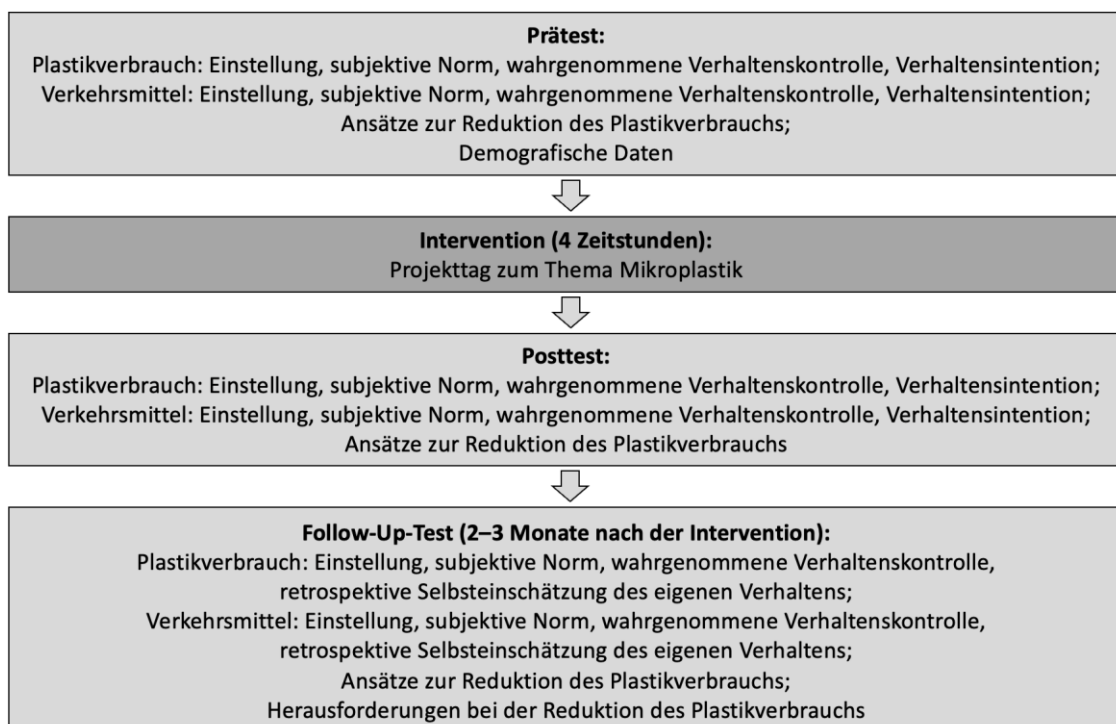 Prätest:
Plastikverbrauch: Einstellung, subjektive Norm, wahrgenommene Verhaltenskontrolle, Verhaltensintention;
Verkehrsmittel: Einstellung, subjektive Norm, wahrgenommene Verhaltenskontrolle, Verhaltensintention;
Ansätze zur Reduktion des Plastikverbrauchs;
Demografische Daten
Intervention (4 Zeitstunden):
Projekttag zum Thema Mikroplastik
Posttest:
Plastikverbrauch: Einstellung, subjektive Norm, wahrgenommene Verhaltenskontrolle, Verhaltensintention;
Verkehrsmittel: Einstellung, subjektive Norm, wahrgenommene Verhaltenskontrolle, Verhaltensintention;
Ansätze zur Reduktion des Plastikverbrauchs
Follow-Up-Test (2–3 Monate nach der Intervention):
Plastikverbrauch: Einstellung, subjektive Norm, wahrgenommene Verhaltenskontrolle,
retrospektive Selbsteinschätzung des eigenen Verhaltens;
Verkehrsmittel: Einstellung, subjektive Norm, wahrgenommene Verhaltenskontrolle,
retrospektive Selbsteinschätzung des eigenen Verhaltens;
Ansätze zur Reduktion des Plastikverbrauchs;
Herausforderungen bei der Reduktion des Plastikverbrauchs